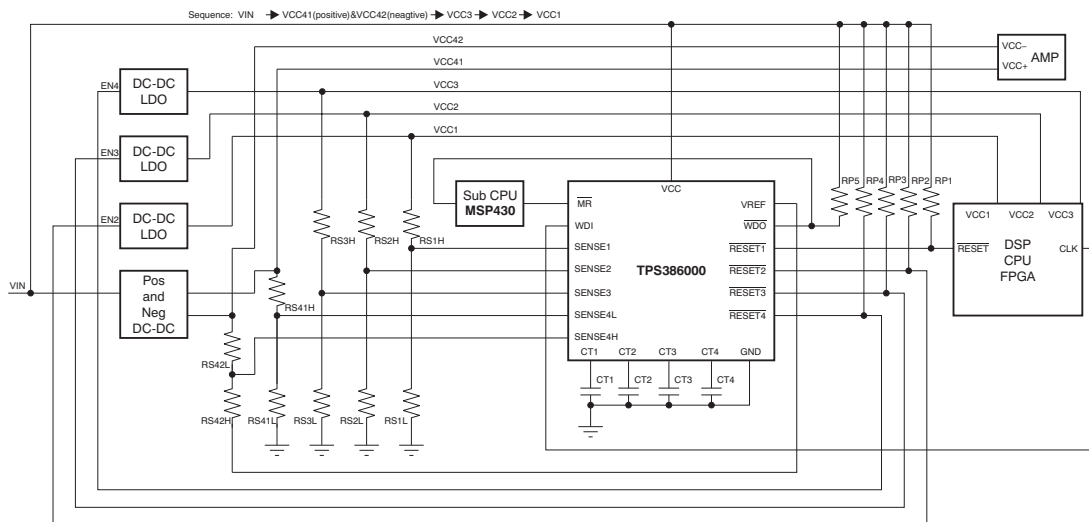 Sequence: VIN → VCC41(positive)&VCC42(neagtive) → VCC3 → VCC2 → VCC1
VCC42
VCC41
VCC3
VCC2
VCC1
VCC−
VCC+
AMP
EN4
DC-DC
LDO
EN3
DC-DC
LDO
EN2
DC-DC
LDO
VIN
Pos
and
Neg
DC-DC
RS42L
RS42H
RS41H
RS41L
RS3H
RS3L
RS2H
RS2L
RS1H
RS1L
Sub CPU
MSP430
VCC
MR
WDI
SENSE1
SENSE2
SENSE3
SENSE4L
SENSE4H
TPS386000
VREF
WDO
RESET1
RESET2
RESET3
RESET4
CT1
CT2
CT3
CT4
GND
CT1
CT2
CT3
CT4
RP5
RP4
RP3
RP2
RP1
VCC1
VCC2
VCC3
RESET
DSP
CPU
FPGA
CLK